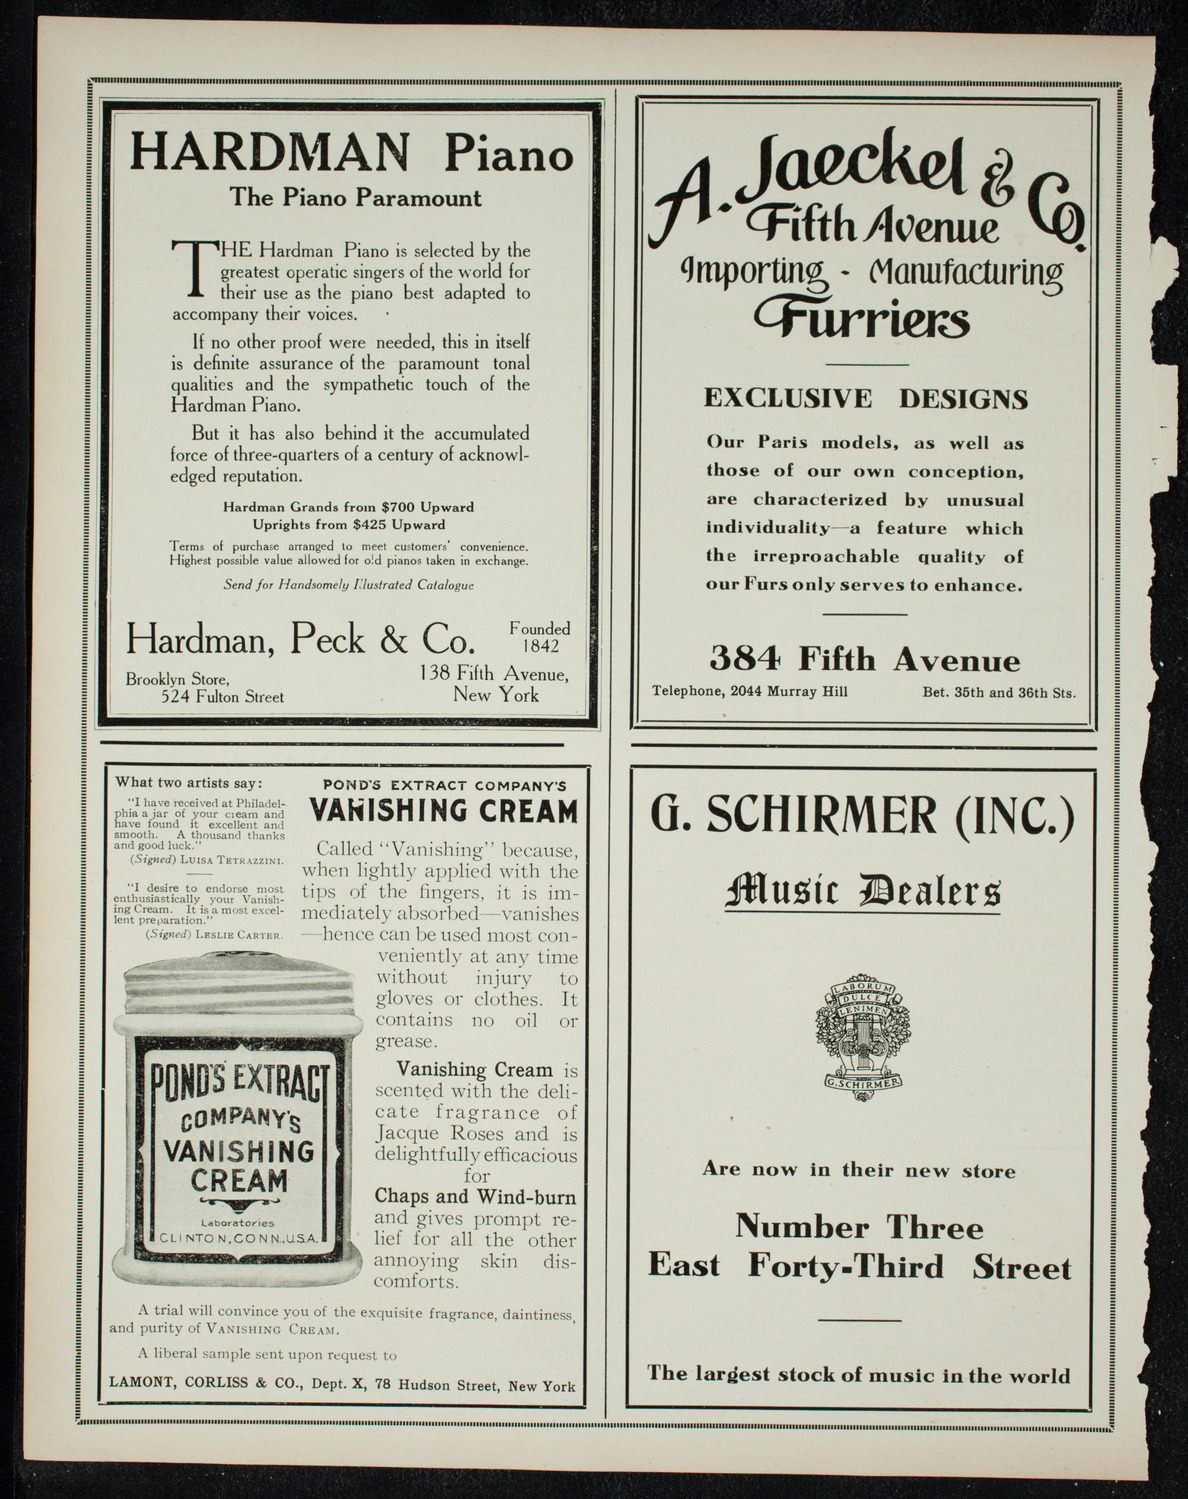 HARDMAN Piano
The Piano Paramount
THE Hardman Piano is selected by the
greatest operatic singers of the world for
their use as the piano best adapted to
accompany their voices.
If no other proof were needed, this in itself
is definite assurance of the paramount tonal
qualities and the sympathetic touch of the
Hardman Piano.
But it has also behind it the accumulated
force of three-quarters of a century of acknowl-
edged reputation.
Hardman Grands from $700 Upward
Uprights from $425 Upward
Terms of purchase arranged to meet customers' convenience.
Highest possible value allowed for old pianos taken in exchange.
Send for Handsomely Illustrated Catalogue
Hardman, Peck & Co.
Founded
1842
Brooklyn Store,
524 Fulton Street
138 Fifth Avenue,
New York
A. Jaeckel & Co.
Fifth Avenue
Importing - Manufacturing
Furriers
EXCLUSIVE DESIGNS
Our Paris models, as well as
those of our own conception,
are characterized by unusual
individuality—a feature which
the irreproachable quality of
our Furs only serves to enhance.
384 Fifth Avenue
Telephone, 2044 Murray Hill Bet. 35th and 36th Sts.
What two artists say:
"I have received at Philadel-
phia a jar of your cream and
have found it excellent and
smooth. A thousand thanks
and good luck."
(Signed) LUISA TETRAZZINI.
"I desire to endorse most
enthusiastically your Vanish-
ing Cream. It is a most excel-
lent preparation."
(Signed) LESLIE CARTER.
POND'S EXTRACT COMPANY'S
VANISHING CREAM
Called "Vanishing" because,
when lightly applied with the
tips of the fingers, it is im-
mediately absorbed—vanishes
—hence can be used most con-
veniently at any time
without injury to
gloves or clothes. It
contains no oil or
grease.
Vanishing Cream is
scented with the deli-
cate fragrance of
Jacque Roses and is
delightfully efficacious
for
Chaps and Wind-burn
and gives prompt re-
lief for all the other
annoying skin dis-
comforts.
POND'S EXTRACT
COMPANY'S
VANISHING
CREAM
Laboratories
CLINTON, CONN., U.S.A.
A trial will convince you of the exquisite fragrance, daintiness,
and purity of VANISHING CREAM.
A liberal sample sent upon request to
LAMONT, CORLISS & CO., Dept. X, 78 Hudson Street, New York
G. SCHIRMER (INC.)
Music Dealers
LABORUM
DULCE
LENIMEN
G. SCHIRMER
Are now in their new store
Number Three
East Forty-Third Street
The largest stock of music in the world